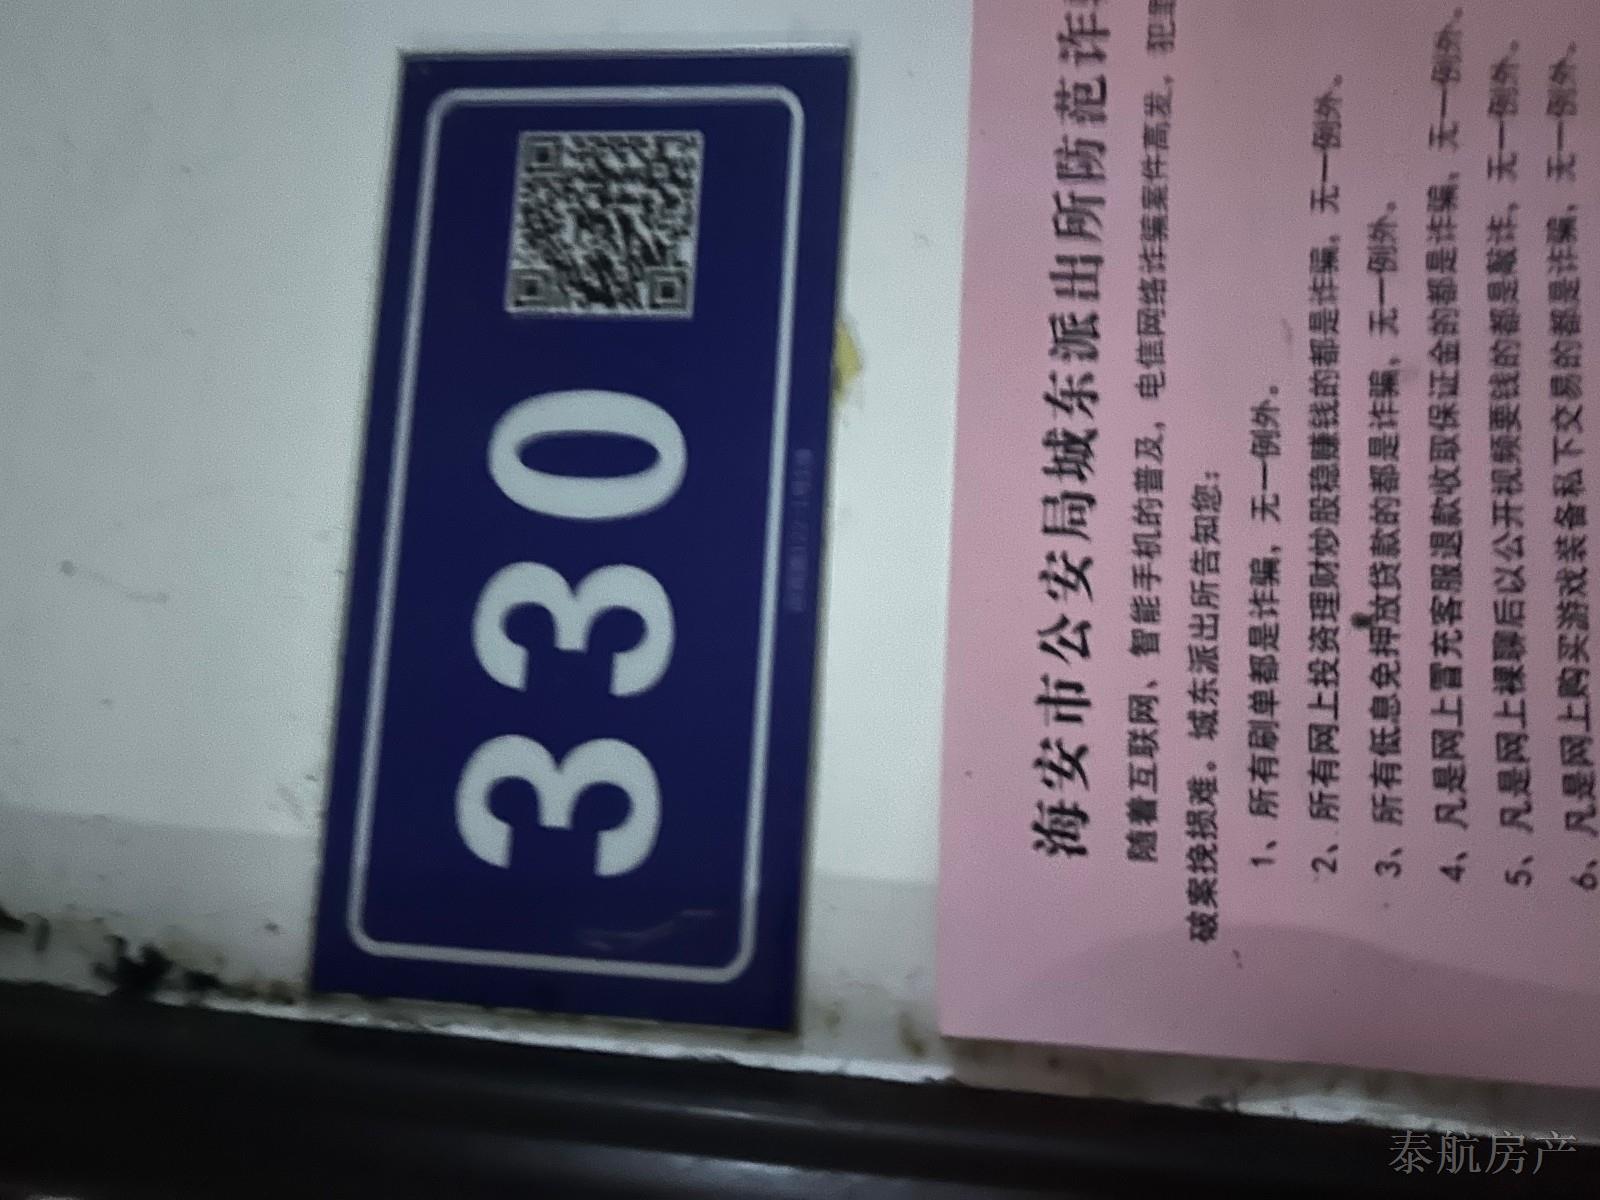 330
海安市公安局城东派出所防范诈
随着互联网、智能手机的普及，电信网络诈骗案件高发，犯罪
破案挽损难。城东派出所告知您：
1、所有刷单都是诈骗，无一例外。
2、所有网上投资理财炒股稳赚钱的都是诈骗，无一例外。
3、所有低息免押放贷款的都是诈骗，无一例外。
4、凡是网上冒充客服退款收取保证金的都是诈骗，无一例外。
5、凡是网上裸聊后以公开视频要钱的都是敲诈，无一例外。
6、凡是网上购买游戏装备私下交易的都是诈骗，无一例外。
泰航房产